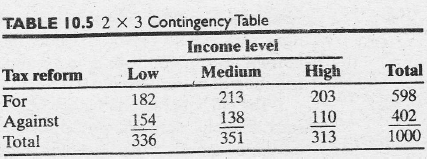 TABLE 10.5 2 × 3 Contingency Table
Income level
Tax reform Low Medium High Total
For 182 213 203 598
Against 154 138 110 402
Total 336 351 313 1000